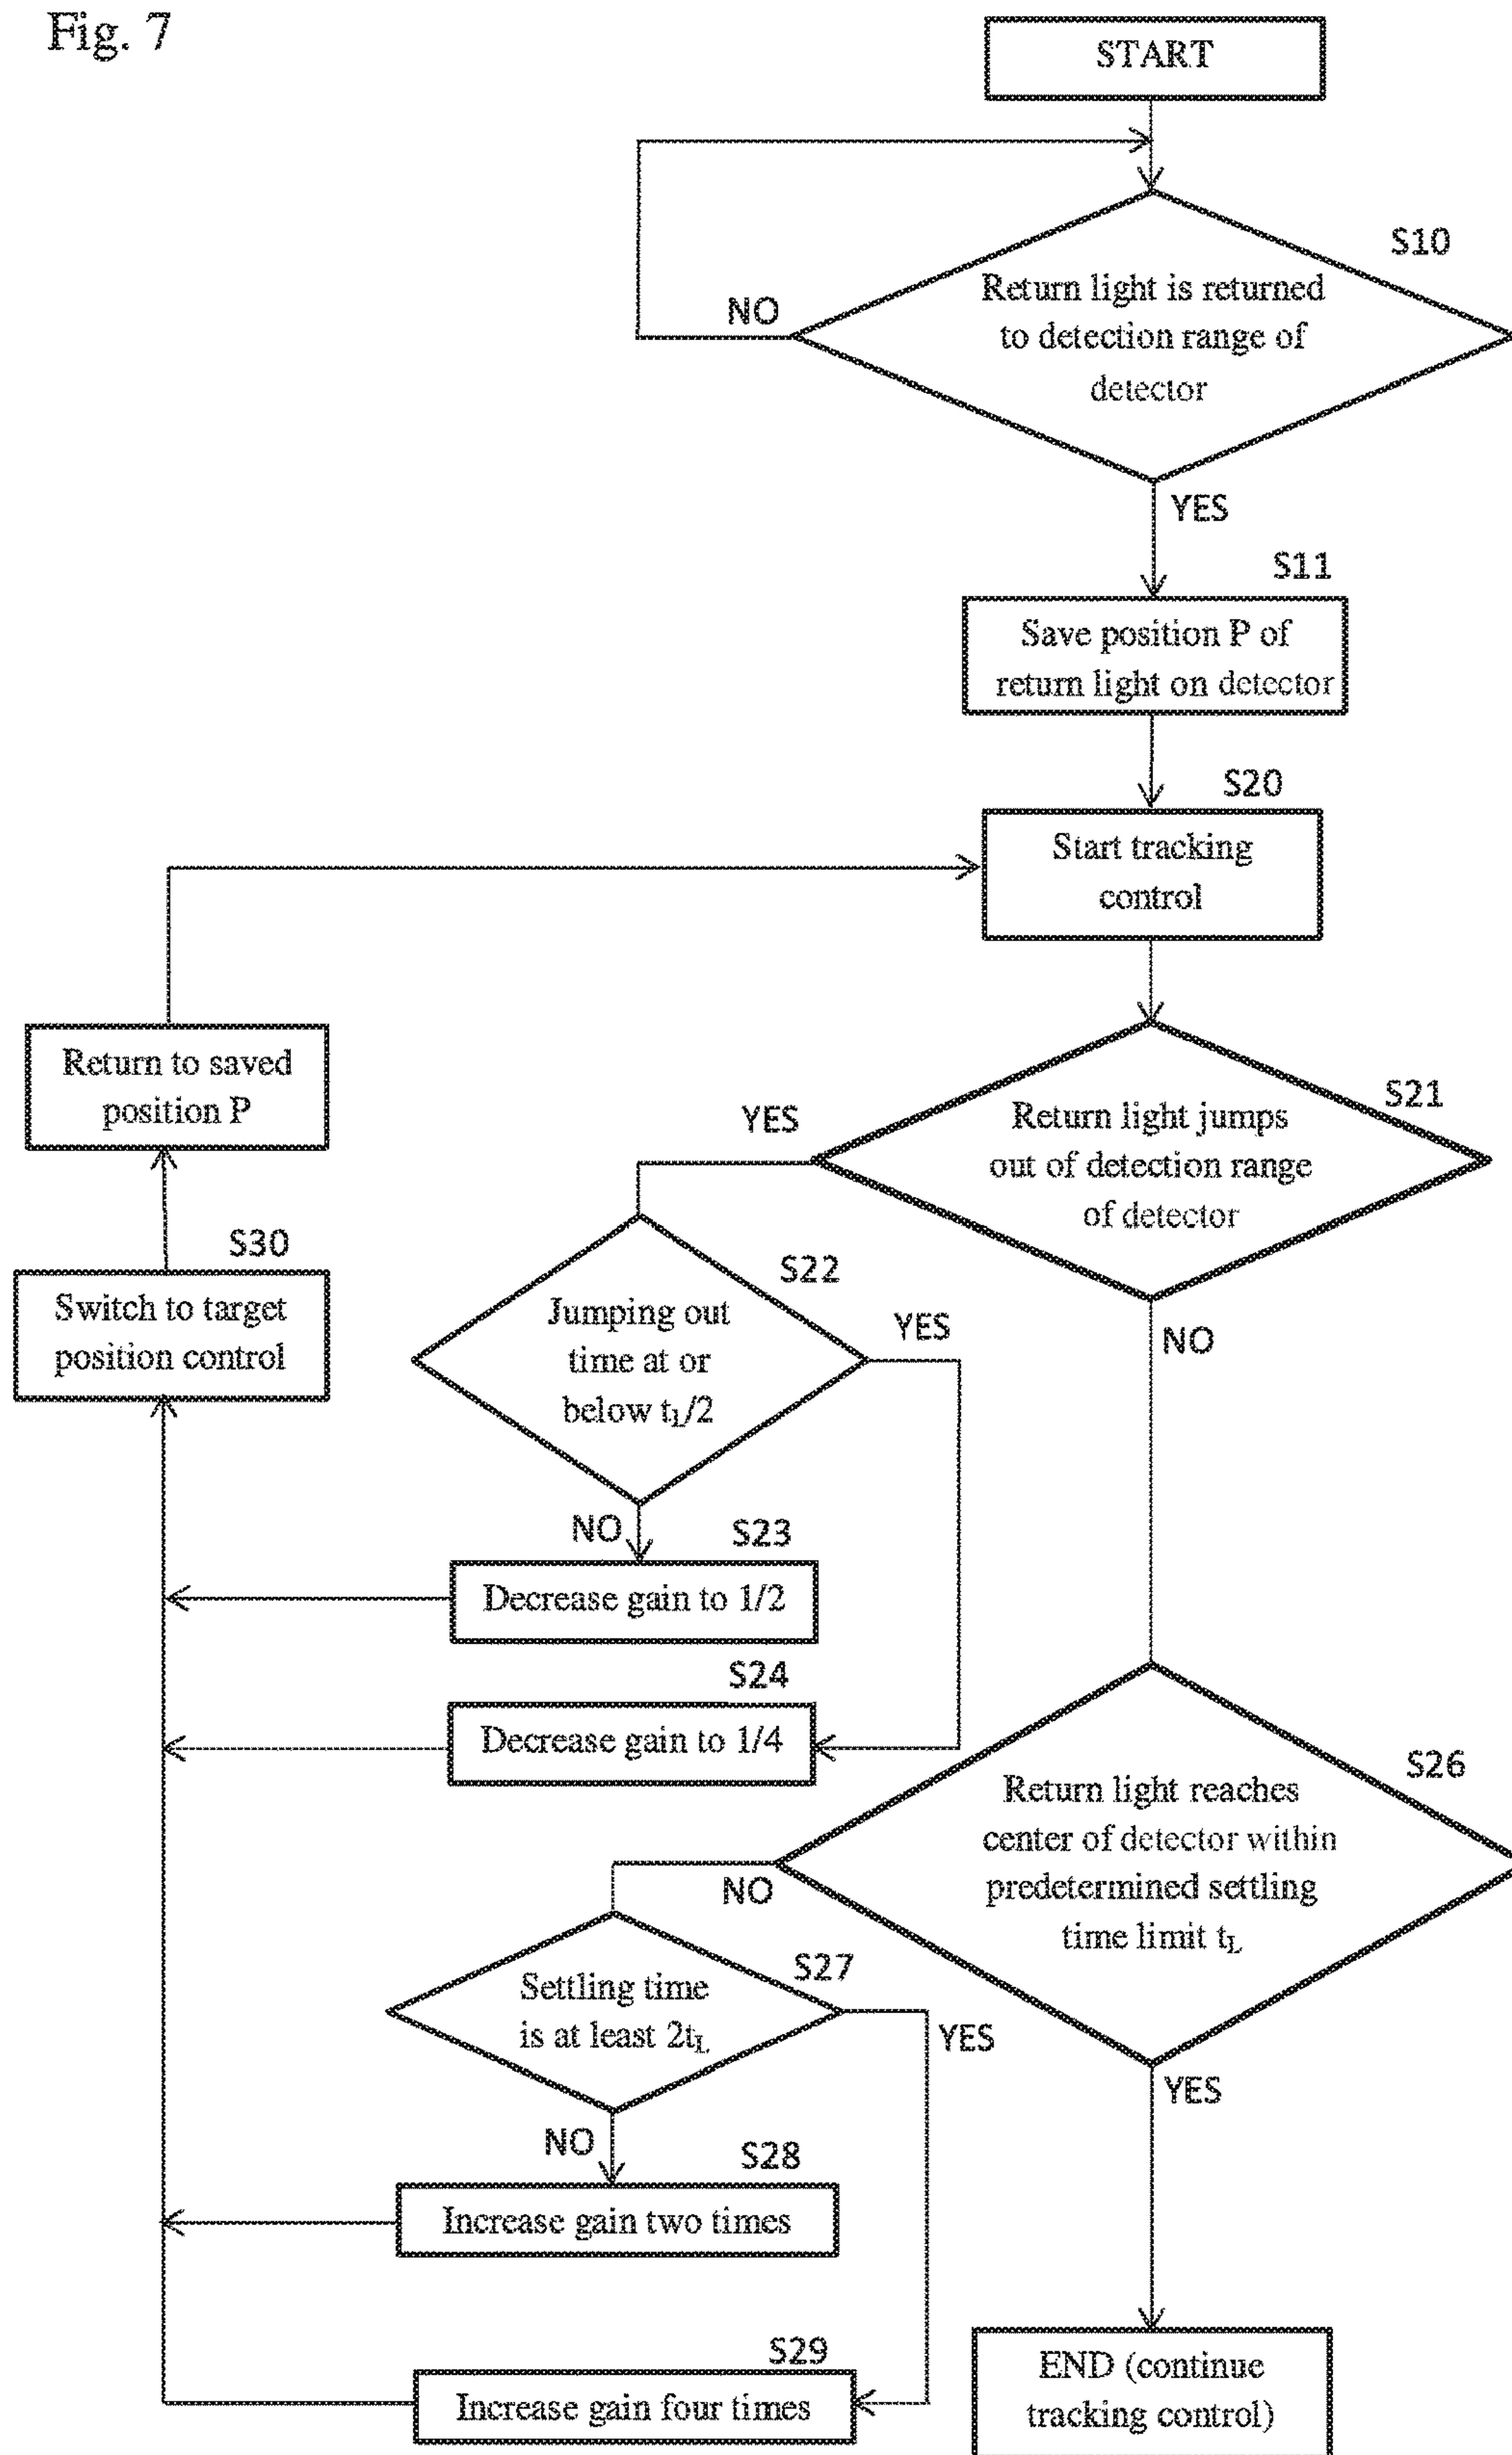 Fig. 7
START
S10
Return light is returned
to detection range of
detector
NO
YES
S11
Save position P of
return light on detector
S20
Start tracking
control
Return to saved
position P
S21
Return light jumps
out of detection range
of detector
YES
NO
S30
Switch to target
position control
S22
Jumping out
time at or
below tL/2
YES
NO
S23
Decrease gain to 1/2
S24
Decrease gain to 1/4
S26
Return light reaches
center of detector within
predetermined settling
time limit tL
NO
YES
S27
Settling time
is at least 2tL
YES
NO
S28
Increase gain two times
S29
Increase gain four times
END (continue
tracking control)